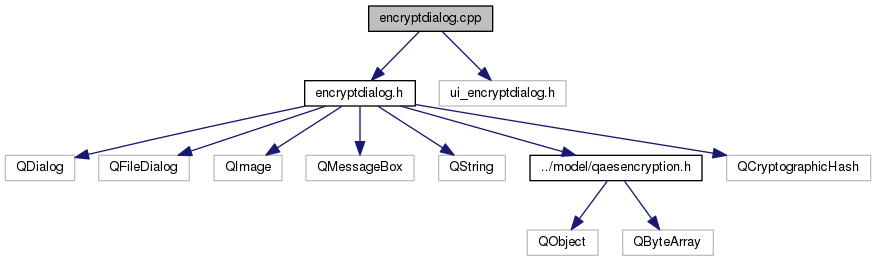 encryptdialog.cpp
encryptdialog.h
ui_encryptdialog.h
QDialog
QFileDialog
QImage
QMessageBox
QString
../model/qaesencryption.h
QCryptographicHash
QObject
QByteArray